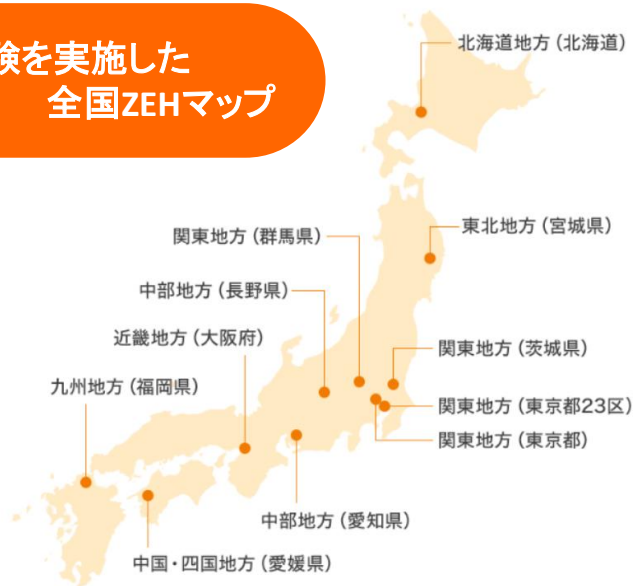 験を実施した
全国ZEHマップ
北海道地方（北海道）
東北地方（宮城県）
関東地方（群馬県）
中部地方（長野県）
近畿地方（大阪府）
関東地方（茨城県）
九州地方（福岡県）
関東地方（東京都23区）
関東地方（東京都）
中部地方（愛知県）
中国・四国地方（愛媛県）